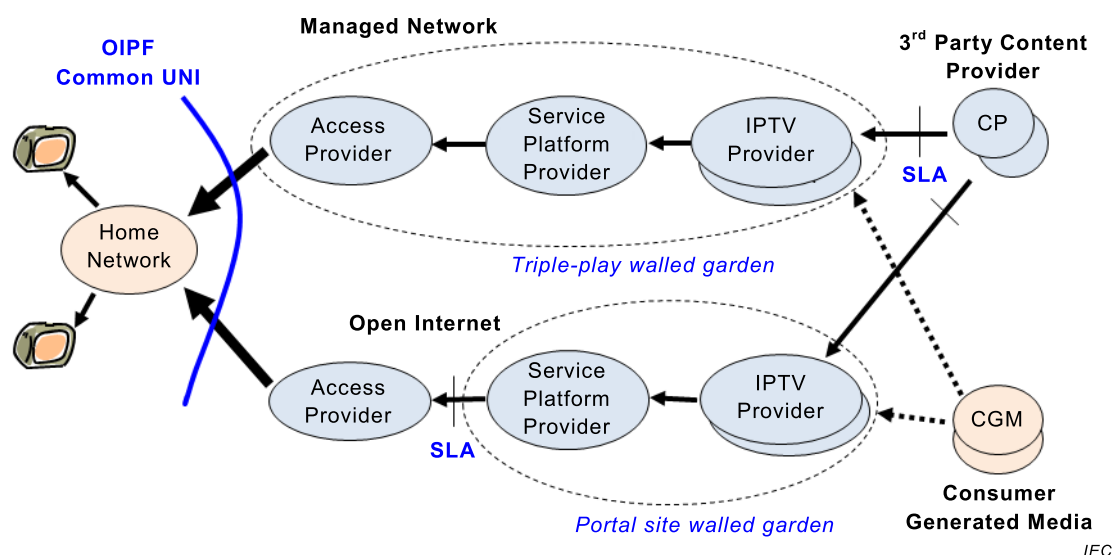 Managed Network
OIPF
Common UNI
3rd Party Content
Provider
Access
Provider
Service
Platform
Provider
IPTV
Provider
CP
SLA
Home
Network
Triple-play walled garden
Open Internet
Access
Provider
SLA
Service
Platform
Provider
IPTV
Provider
CGM
Portal site walled garden
Consumer
Generated Media
IEC